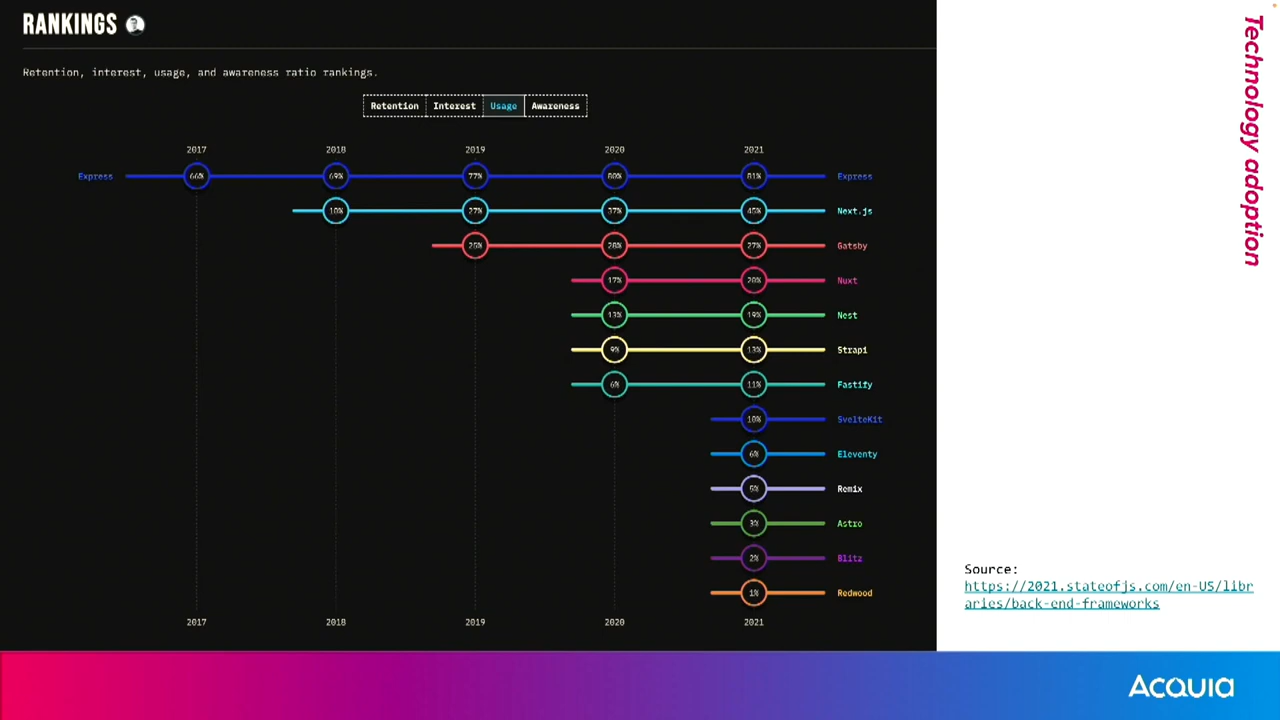 RANKINGS
Technology adoption
Retention, interest, usage, and awareness ratio rankings.
Retention Interest Usage Awareness
2017 2018 2019 2020 2021
Express 66% 69% 77% 80% 81% Express
10% 27% 37% 45% Next.js
25% 28% 27% Gatsby
17% 20% Nuxt
13% 19% Nest
9% 13% Strapi
6% 11% Fastify
10% SvelteKit
6% Eleventy
5% Remix
3% Astro
2% Blitz
1% Redwood
2017 2018 2019 2020 2021
Source:
https://2021.stateofjs.com/en-US/libr
aries/back-end-frameworks
Acquia